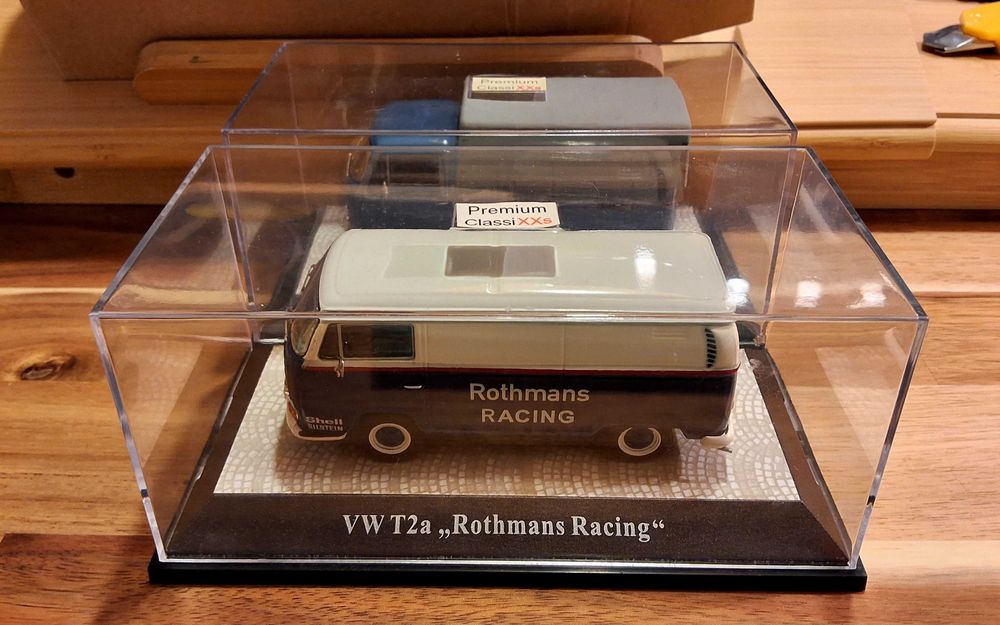 Premium
ClassiXXs
Premium
ClassiXXs
Rothmans
RACING
Shell
BILSTEIN
VW T2a „Rothmans Racing“